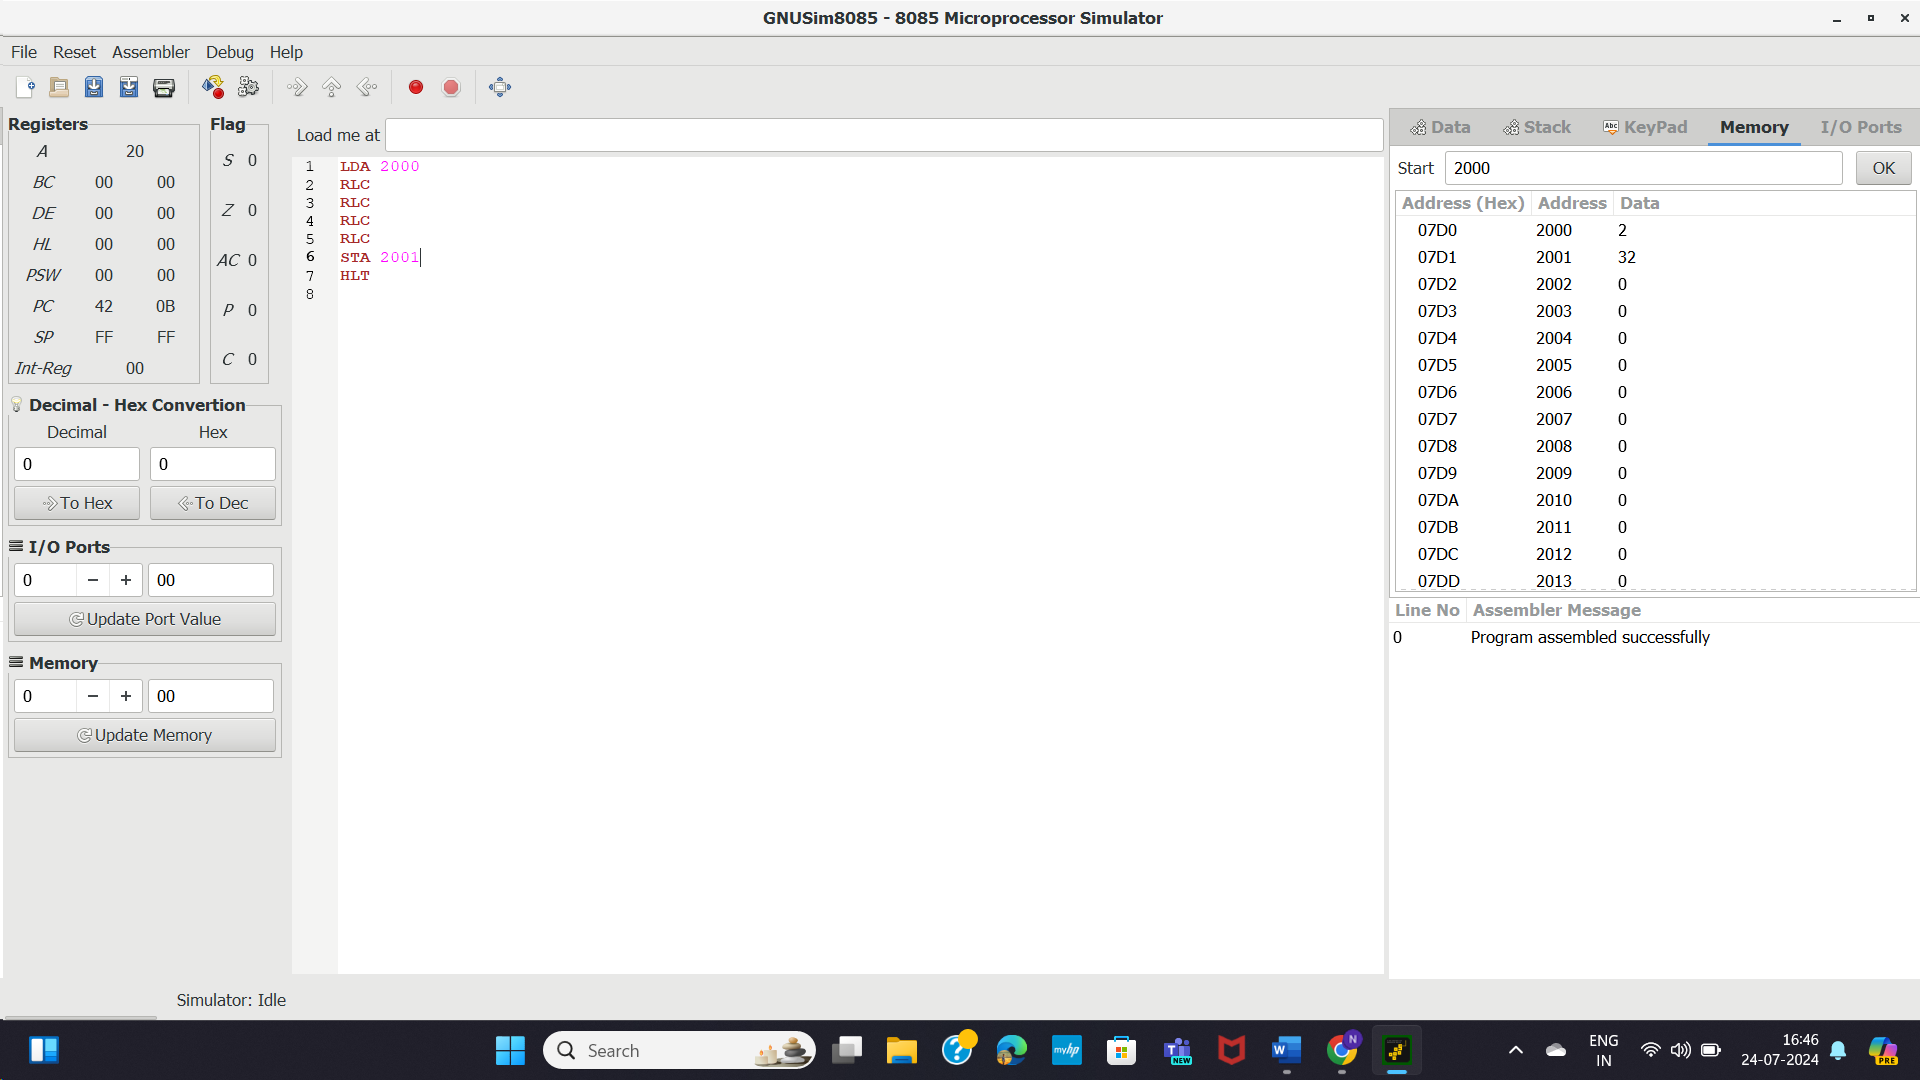 GNUSim8085 - 8085 Microprocessor Simulator
File Reset Assembler Debug Help
Registers
A 20
BC 00 00
DE 00 00
HL 00 00
PSW 00 00
PC 42 0B
SP FF FF
Int-Reg 00
Flag
S 0
Z 0
AC 0
P 0
C 0
Decimal - Hex Convertion
Decimal Hex
0 0
To Hex To Dec
I/O Ports
0 − + 00
Update Port Value
Memory
0 − + 00
Update Memory
Load me at
1 LDA 2000
2 RLC
3 RLC
4 RLC
5 RLC
6 STA 2001
7 HLT
8
Data Stack Abc KeyPad Memory I/O Ports
Start 2000 OK
Address (Hex) Address Data
07D0 2000 2
07D1 2001 32
07D2 2002 0
07D3 2003 0
07D4 2004 0
07D5 2005 0
07D6 2006 0
07D7 2007 0
07D8 2008 0
07D9 2009 0
07DA 2010 0
07DB 2011 0
07DC 2012 0
07DD 2013 0
Line No Assembler Message
0 Program assembled successfully
Simulator: Idle
Search
myhp
T NEW
W
N
ENG
IN
16:46
24-07-2024
PRE